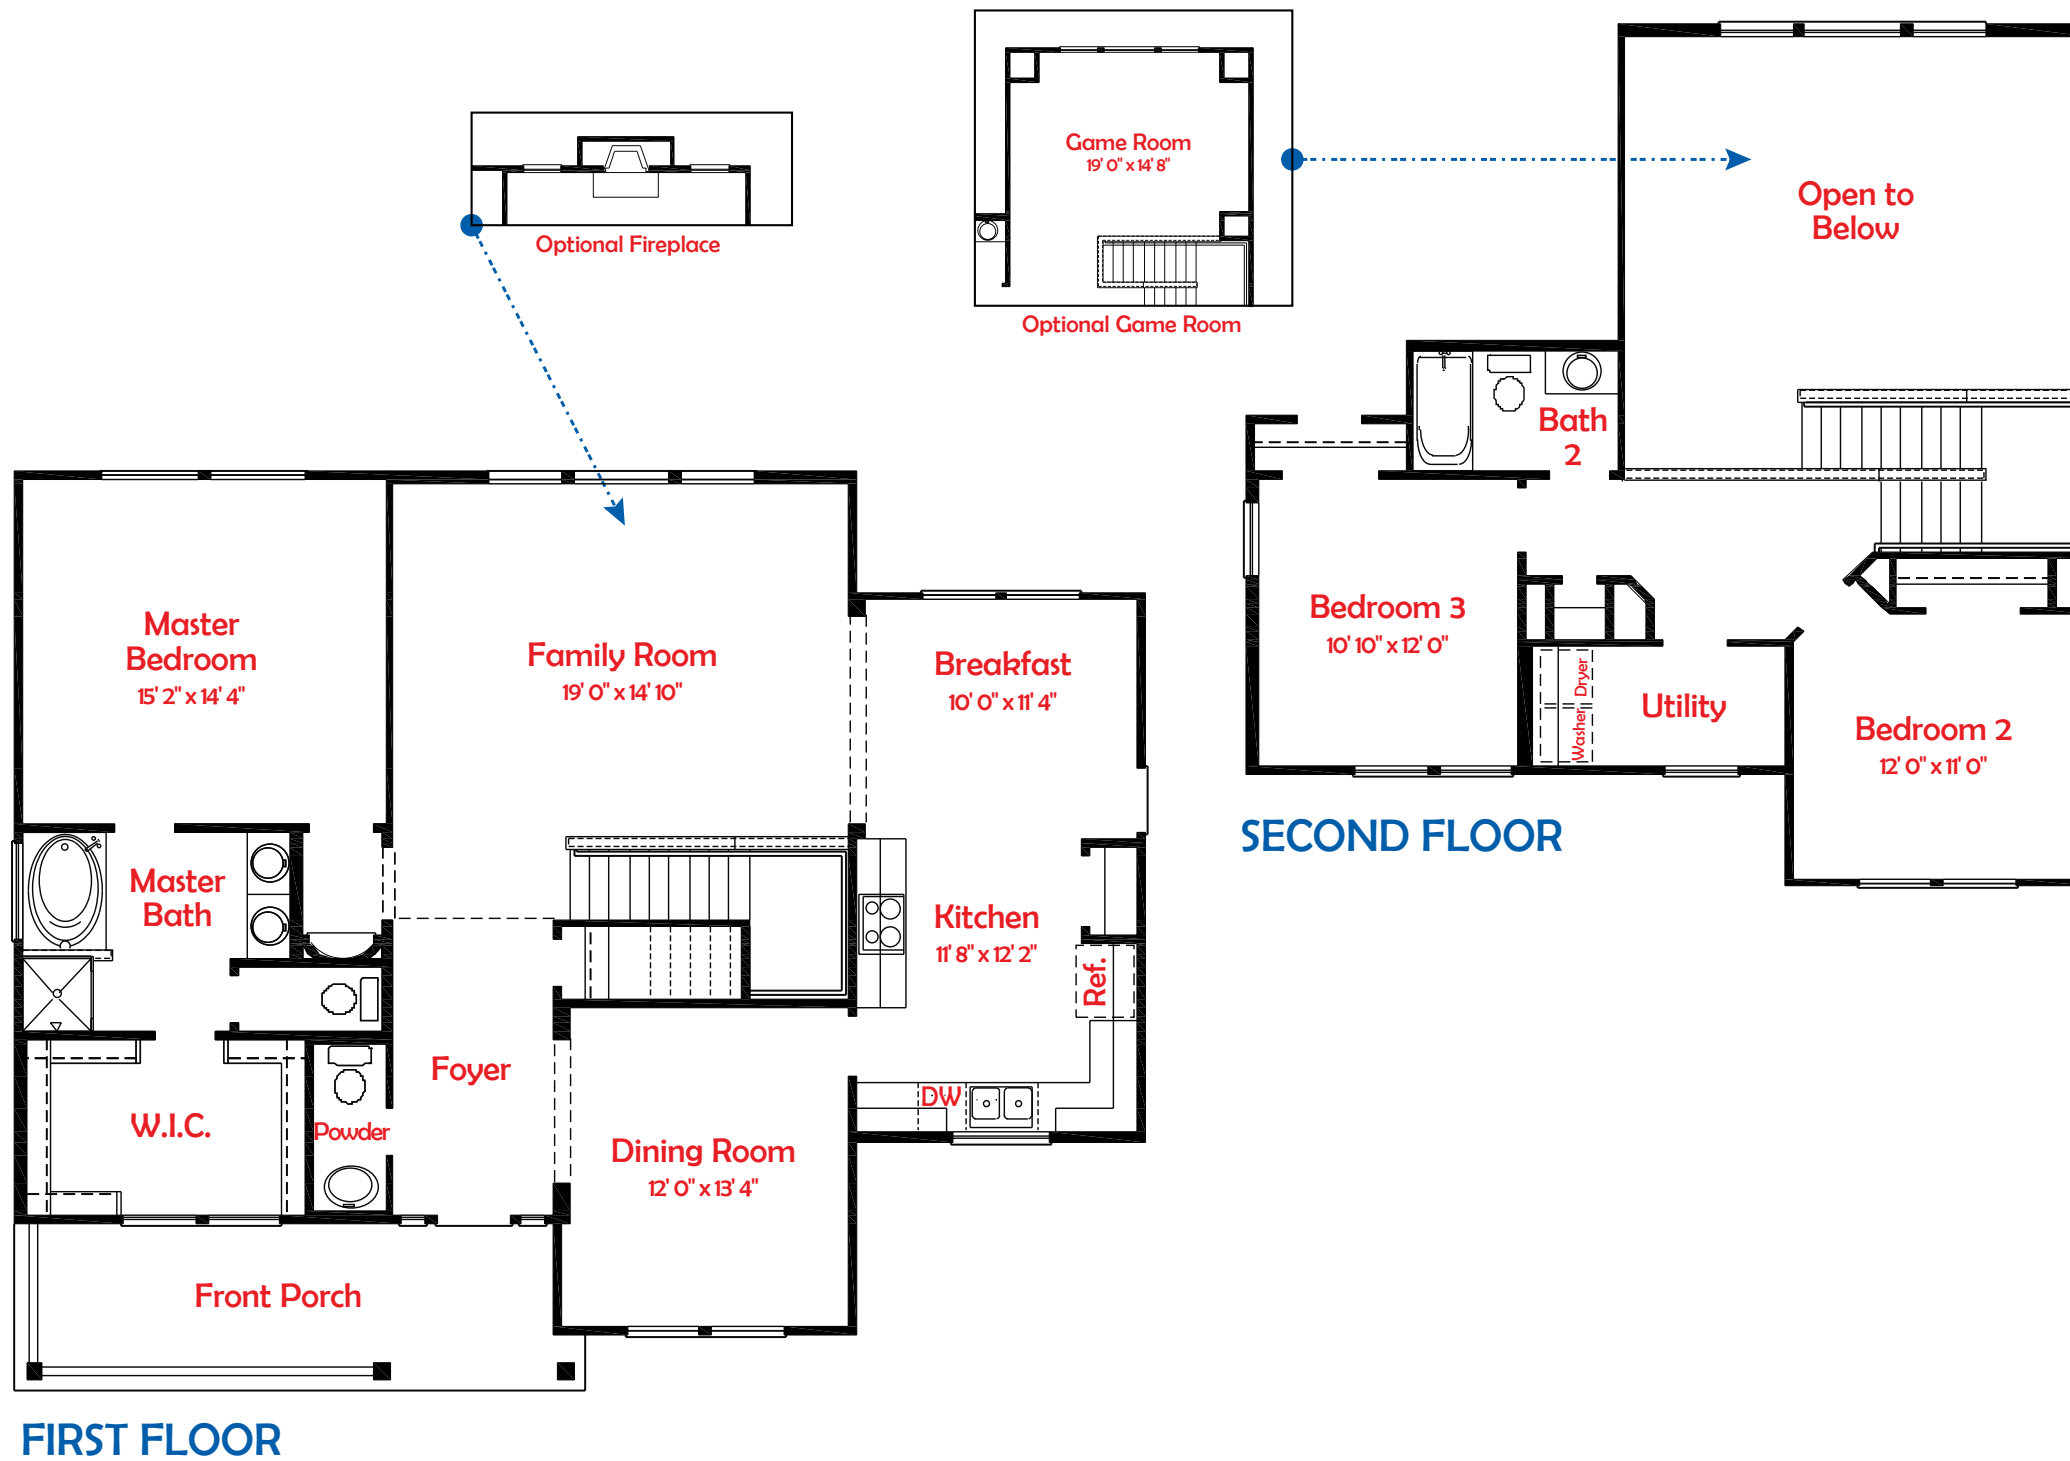 Game Room
19' 0" x 14' 8"
Optional Game Room
Optional Fireplace
Open to
Below
Bath
2
Bedroom 3
10' 10" x 12' 0"
Dryer
Washer
Utility
Bedroom 2
12' 0" x 11' 0"
SECOND FLOOR
Master
Bedroom
15' 2" x 14' 4"
Family Room
19' 0" x 14' 10"
Breakfast
10' 0" x 11' 4"
Master
Bath
Kitchen
11' 8" x 12' 2"
Ref.
Foyer
DW
W.I.C.
Powder
Dining Room
12' 0" x 13' 4"
Front Porch
FIRST FLOOR